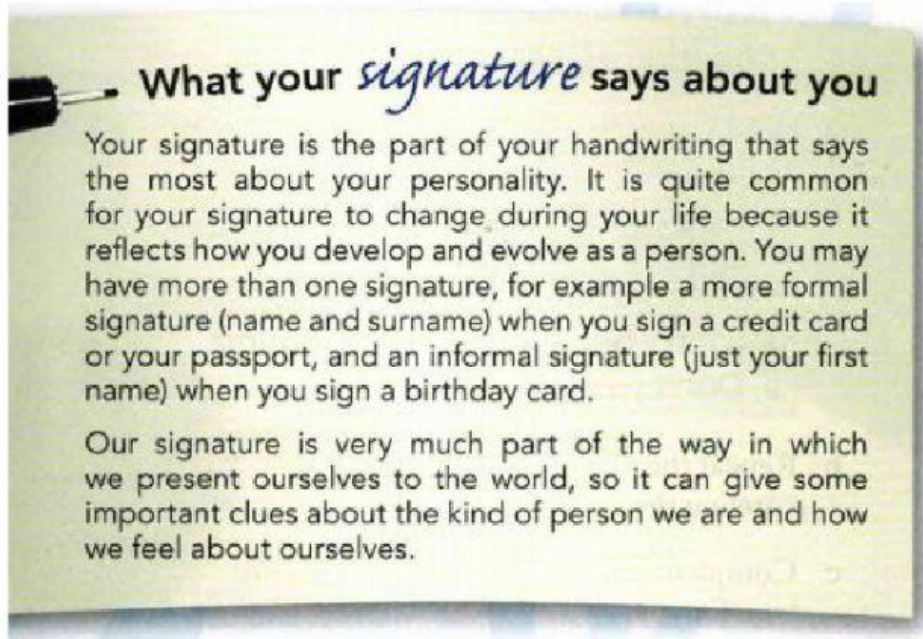 What your signature says about you
Your signature is the part of your handwriting that says
the most about your personality. It is quite common
for your signature to change during your life because it
reflects how you develop and evolve as a person. You may
have more than one signature, for example a more formal
signature (name and surname) when you sign a credit card
or your passport, and an informal signature (just your first
name) when you sign a birthday card.
Our signature is very much part of the way in which
we present ourselves to the world, so it can give some
important clues about the kind of person we are and how
we feel about ourselves.